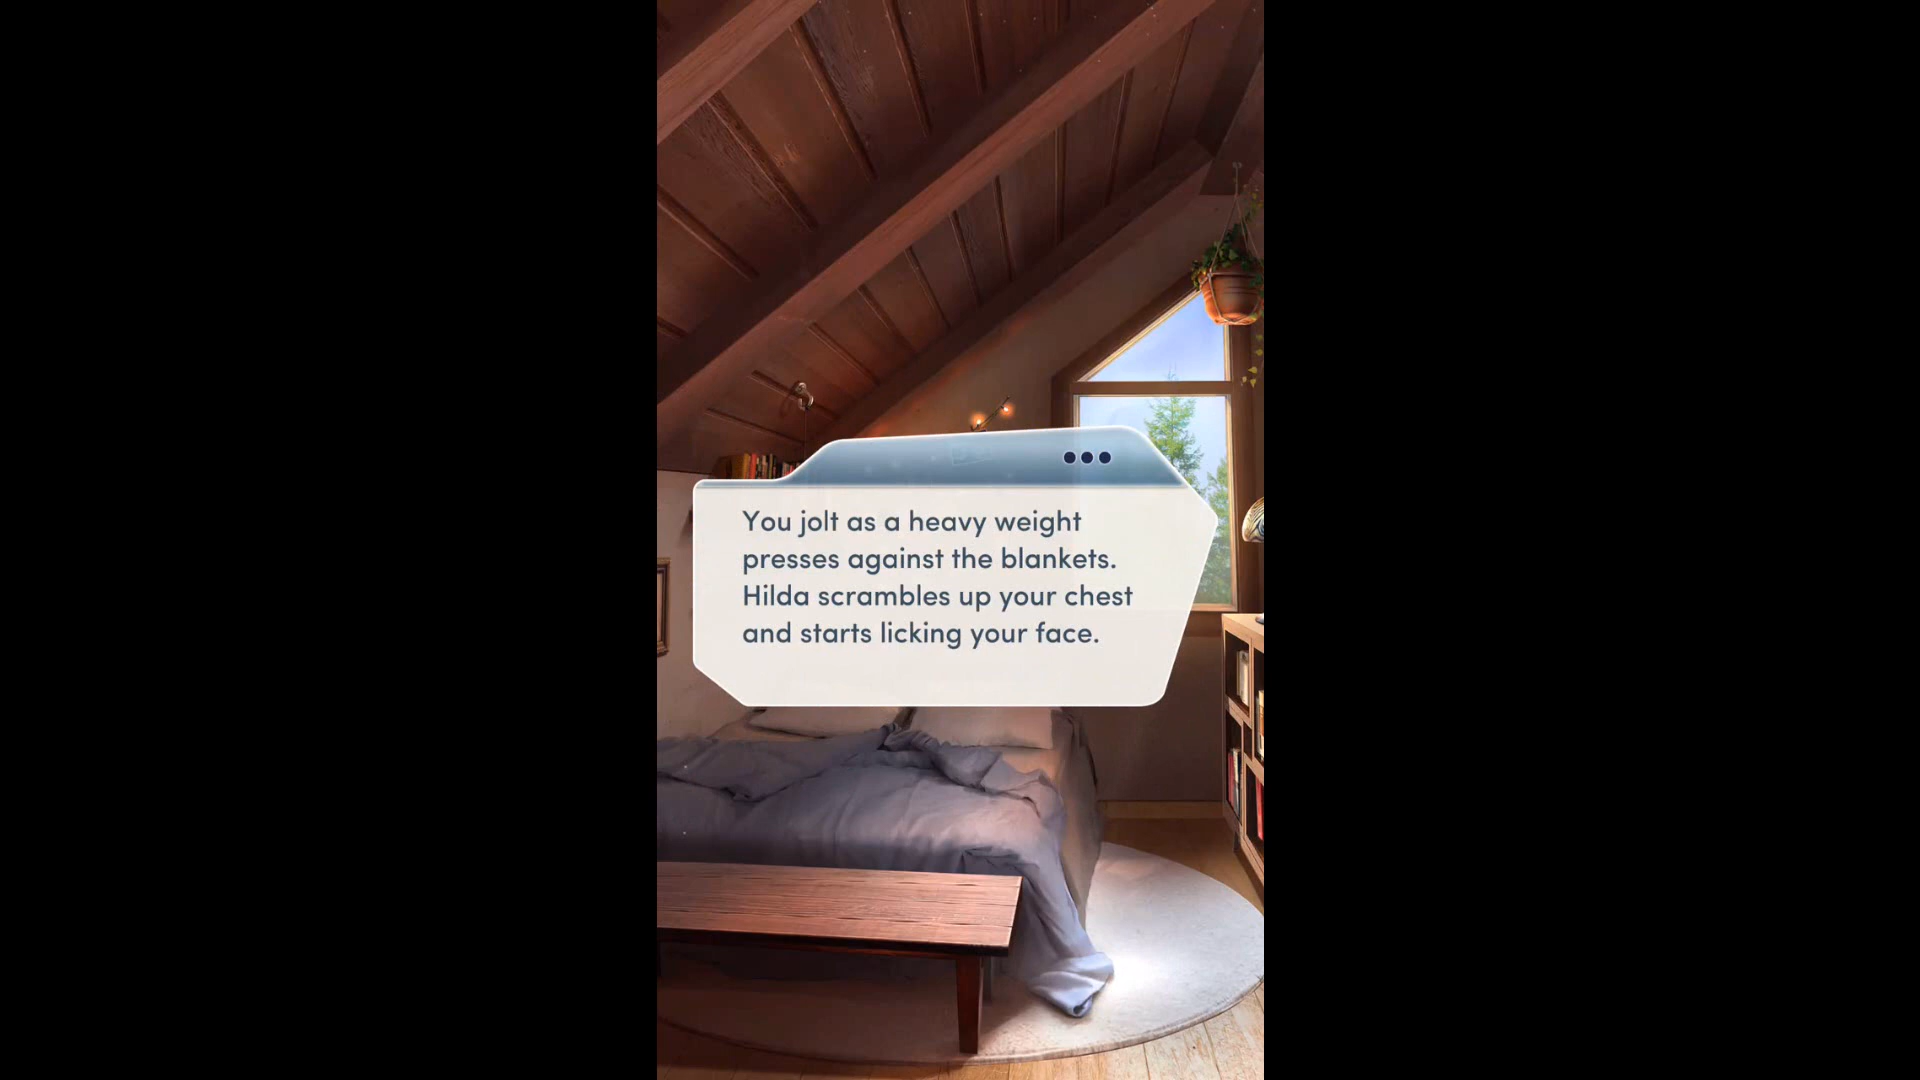 You jolt as a heavy weight
presses against the blankets.
Hilda scrambles up your chest
and starts licking your face.